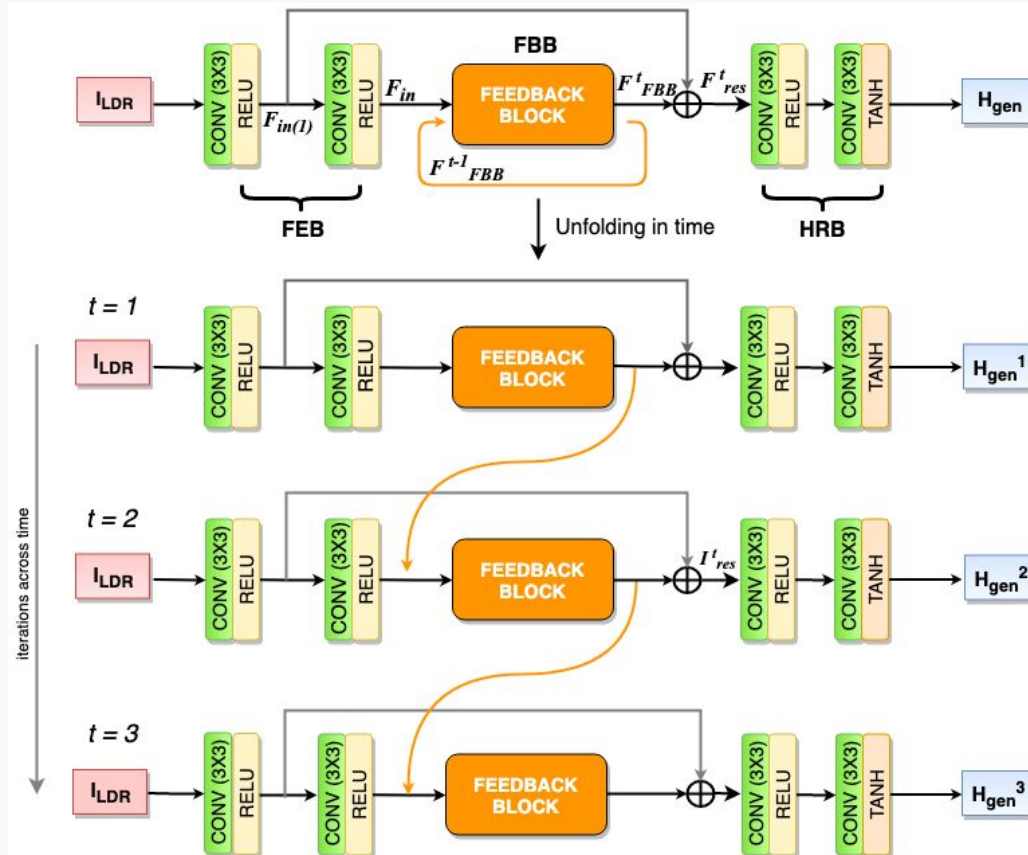 FBB
I_LDR
CONV (3X3)
RELU
F_in(1)
CONV (3X3)
RELU
F_in
FEEDBACK
BLOCK
F^t_FBB
F^t_res
CONV (3X3)
RELU
CONV (3X3)
TANH
H_gen
F^t-1_FBB
FEB
HRB
Unfolding in time
iterations across time
t = 1
I_LDR
CONV (3X3)
RELU
CONV (3X3)
RELU
FEEDBACK
BLOCK
CONV (3X3)
RELU
CONV (3X3)
TANH
H_gen^1
t = 2
I_LDR
CONV (3X3)
RELU
CONV (3X3)
RELU
FEEDBACK
BLOCK
I^t_res
CONV (3X3)
RELU
CONV (3X3)
TANH
H_gen^2
t = 3
I_LDR
CONV (3X3)
RELU
CONV (3X3)
RELU
FEEDBACK
BLOCK
CONV (3X3)
RELU
CONV (3X3)
TANH
H_gen^3